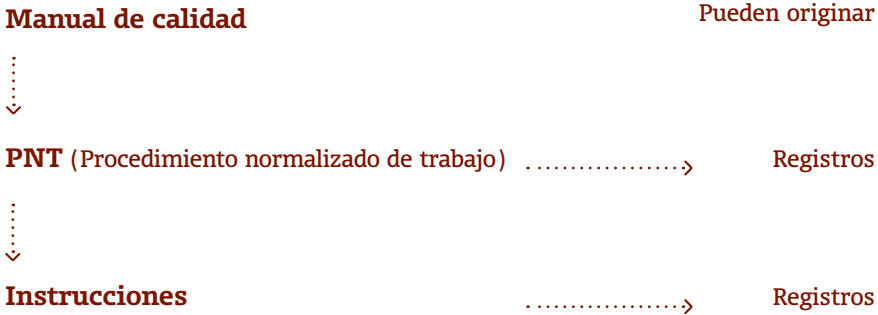 Manual de calidad
Pueden originar
PNT (Procedimiento normalizado de trabajo)
Registros
Instrucciones
Registros